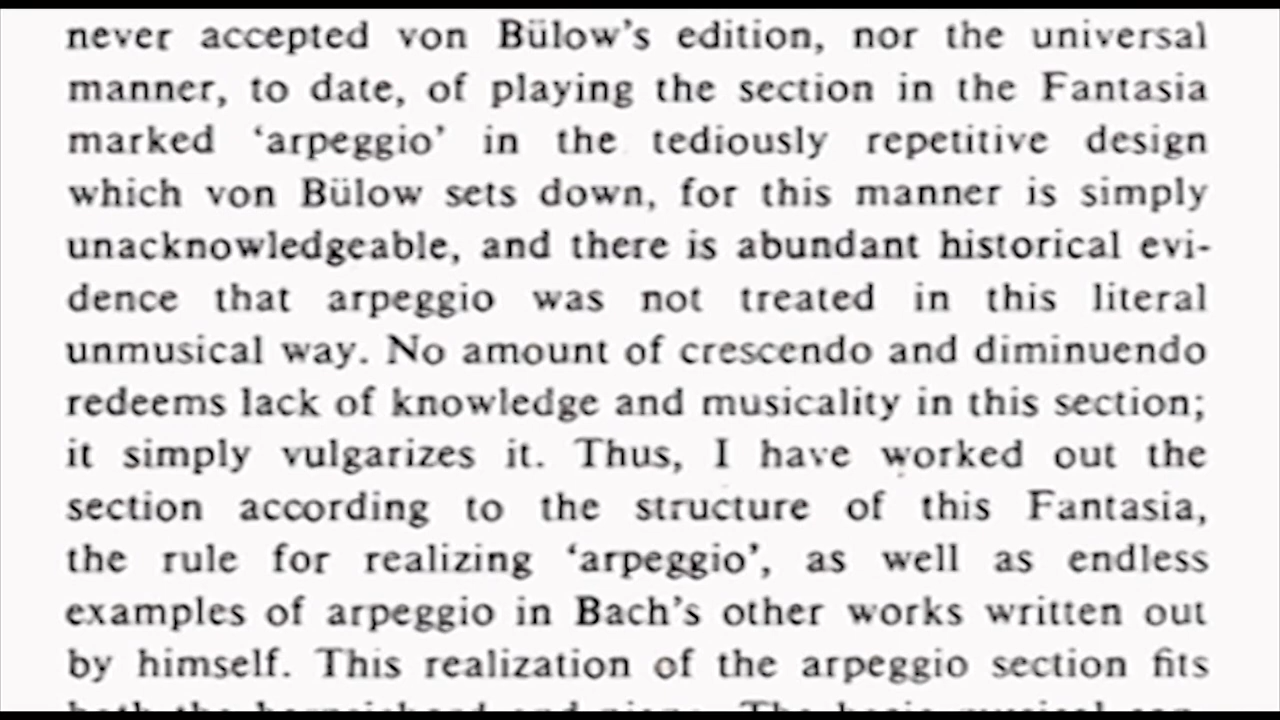 never accepted von Bülow's edition, nor the universal
manner, to date, of playing the section in the Fantasia
marked ‘arpeggio’ in the tediously repetitive design
which von Bülow sets down, for this manner is simply
unacknowledgeable, and there is abundant historical evi-
dence that arpeggio was not treated in this literal
unmusical way. No amount of crescendo and diminuendo
redeems lack of knowledge and musicality in this section;
it simply vulgarizes it. Thus, I have worked out the
section according to the structure of this Fantasia,
the rule for realizing ‘arpeggio’, as well as endless
examples of arpeggio in Bach's other works written out
by himself. This realization of the arpeggio section fits